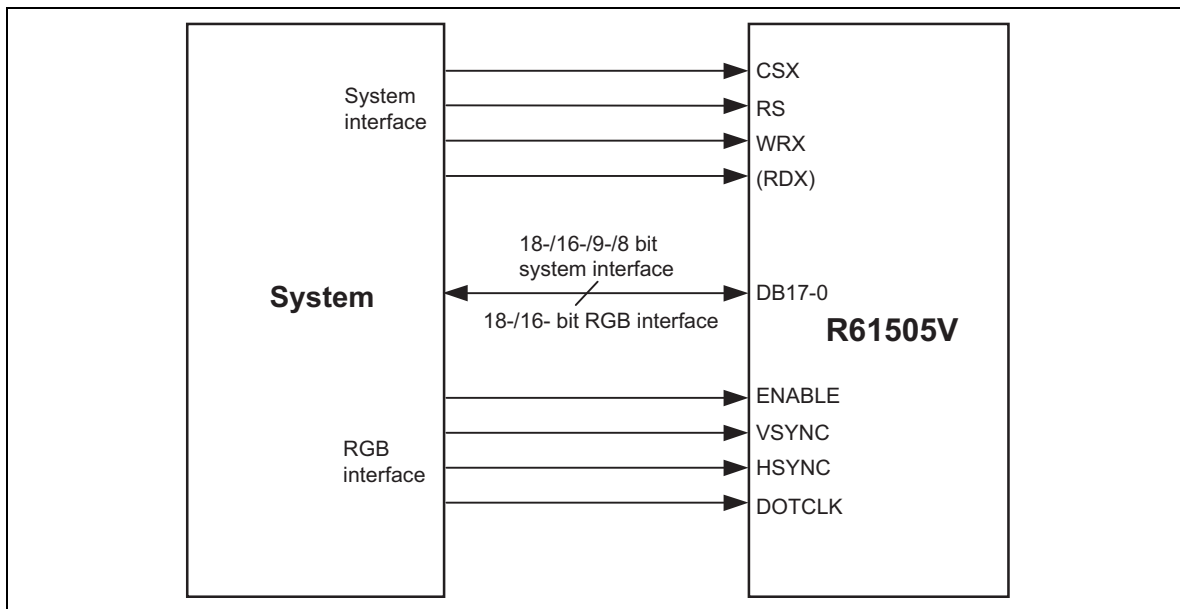 System
interface
CSX
RS
WRX
(RDX)
18-/16-/9-/8 bit
system interface
System
DB17-0
18-/16- bit RGB interface
R61505V
RGB
interface
ENABLE
VSYNC
HSYNC
DOTCLK